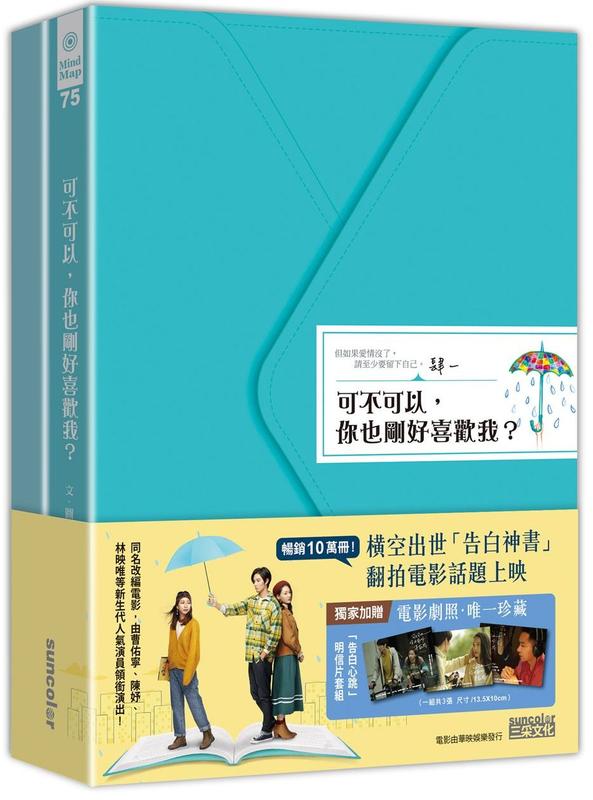 Mind
Map
75
可不可以，你也剛好喜歡我？
文・肆
suncolor
但如果愛情沒了，
請至少要留下自己。
肆一
可不可以，
你也剛好喜歡我？
暢銷10萬冊！
橫空出世「告白神書」
翻拍電影話題上映
同名改編電影，由曹佑寧、陳妤、
林映唯等新生代人氣演員領銜演出！
獨家加贈
電影劇照・唯一珍藏
「告白心跳」
明信片套組
（一組共3張 尺寸/13.5X10cm）
suncolor
三采文化
電影由華映娛樂發行